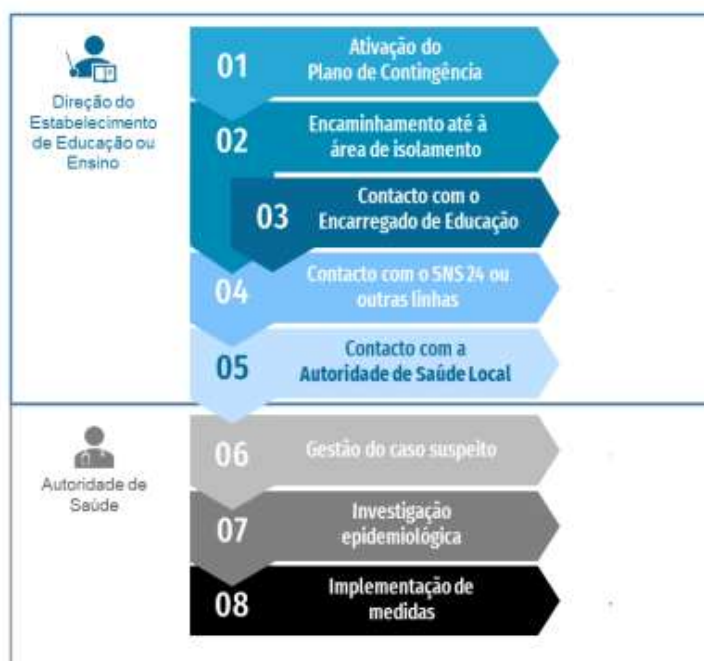 Direção do
Estabelecimento
de Educação ou
Ensino
01
Ativação do
Plano de Contingência
02
Encaminhamento até à
área de isolamento
03
Contacto com o
Encarregado de Educação
04
Contacto com o SNS 24 ou
outras linhas
05
Contacto com a
Autoridade de Saúde Local
Autoridade de
Saúde
06
Gestão do caso suspeito
07
Investigação
epidemiológica
08
Implementação de
medidas